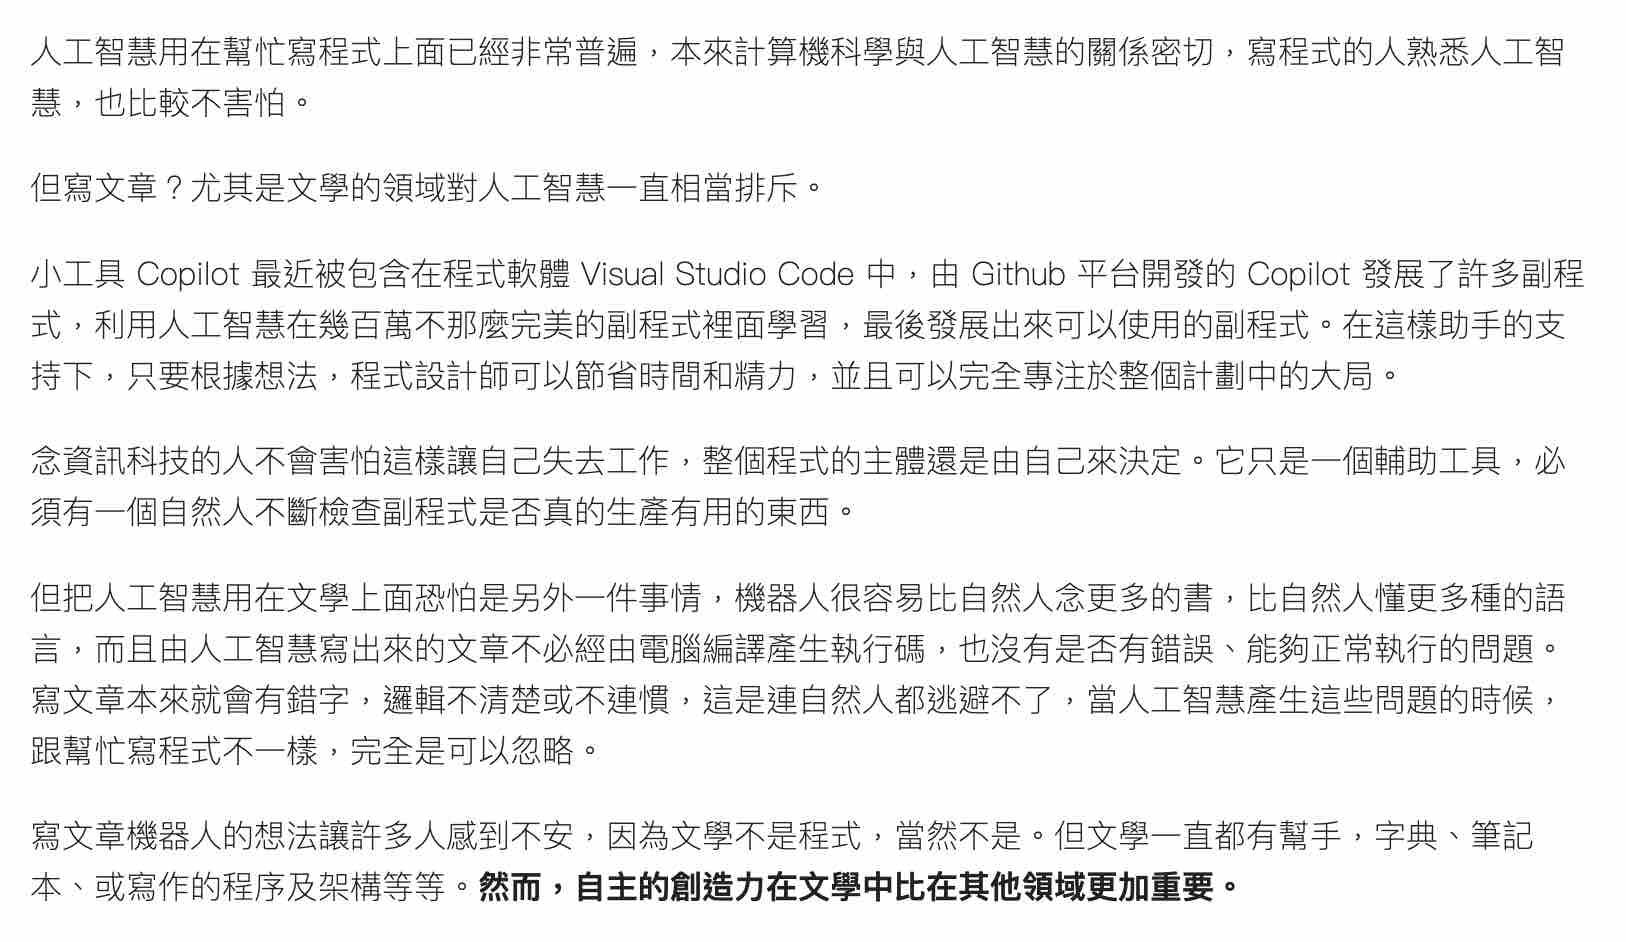 人工智慧用在幫忙寫程式上面已經非常普遍，本來計算機科學與人工智慧的關係密切，寫程式的人熟悉人工智
慧，也比較不害怕。
但寫文章？尤其是文學的領域對人工智慧一直相當排斥。
小工具 Copilot 最近被包含在程式軟體 Visual Studio Code 中，由 Github 平台開發的 Copilot 發展了許多副程
式，利用人工智慧在幾百萬不那麼完美的副程式裡面學習，最後發展出來可以使用的副程式。在這樣助手的支
持下，只要根據想法，程式設計師可以節省時間和精力，並且可以完全專注於整個計劃中的大局。
念資訊科技的人不會害怕這樣讓自己失去工作，整個程式的主體還是由自己來決定。它只是一個輔助工具，必
須有一個自然人不斷檢查副程式是否真的生產有用的東西。
但把人工智慧用在文學上面恐怕是另外一件事情，機器人很容易比自然人念更多的書，比自然人懂更多種的語
言，而且由人工智慧寫出來的文章不必經由電腦編譯產生執行碼，也沒有是否有錯誤、能夠正常執行的問題。
寫文章本來就會有錯字，邏輯不清楚或不連慣，這是連自然人都逃避不了，當人工智慧產生這些問題的時候，
跟幫忙寫程式不一樣，完全是可以忽略。
寫文章機器人的想法讓許多人感到不安，因為文學不是程式，當然不是。但文學一直都有幫手，字典、筆記
本、或寫作的程序及架構等等。然而，自主的創造力在文學中比在其他領域更加重要。